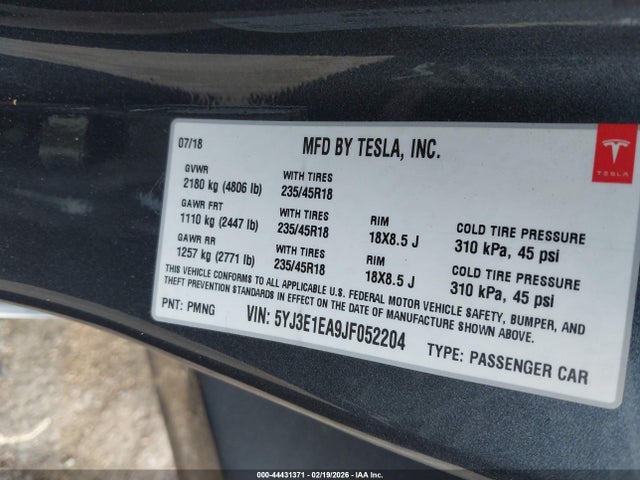 07/18 MFD BY TESLA, INC.
TESLA
GVWR WITH TIRES
2180 kg (4806 lb) 235/45R18
GAWR FRT WITH TIRES RIM COLD TIRE PRESSURE
1110 kg (2447 lb) 235/45R18 18X8.5 J 310 kPa, 45 psi
GAWR RR WITH TIRES RIM COLD TIRE PRESSURE
1257 kg (2771 lb) 235/45R18 18X8.5 J 310 kPa, 45 psi
THIS VEHICLE CONFORMS TO ALL APPLICABLE U.S. FEDERAL MOTOR VEHICLE SAFETY, BUMPER, AND
THEFT PREVENTION STANDARDS IN EFFECT ON THE DATE OF MANUFACTURE SHOWN ABOVE.
PNT: PMNG VIN: 5YJ3E1EA9JF052204 TYPE: PASSENGER CAR
000-44431371 - 02/19/2026 - IAA Inc.